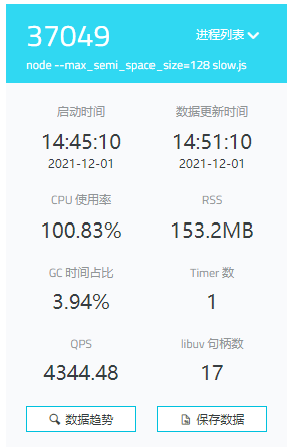 37049 进程列表
node --max_semi_space_size=128 slow.js
启动时间 数据更新时间
14:45:10 14:51:10
2021-12-01 2021-12-01
CPU 使用率 RSS
100.83% 153.2MB
GC 时间占比 Timer 数
3.94% 1
QPS libuv 句柄数
4344.48 17
数据趋势 保存数据